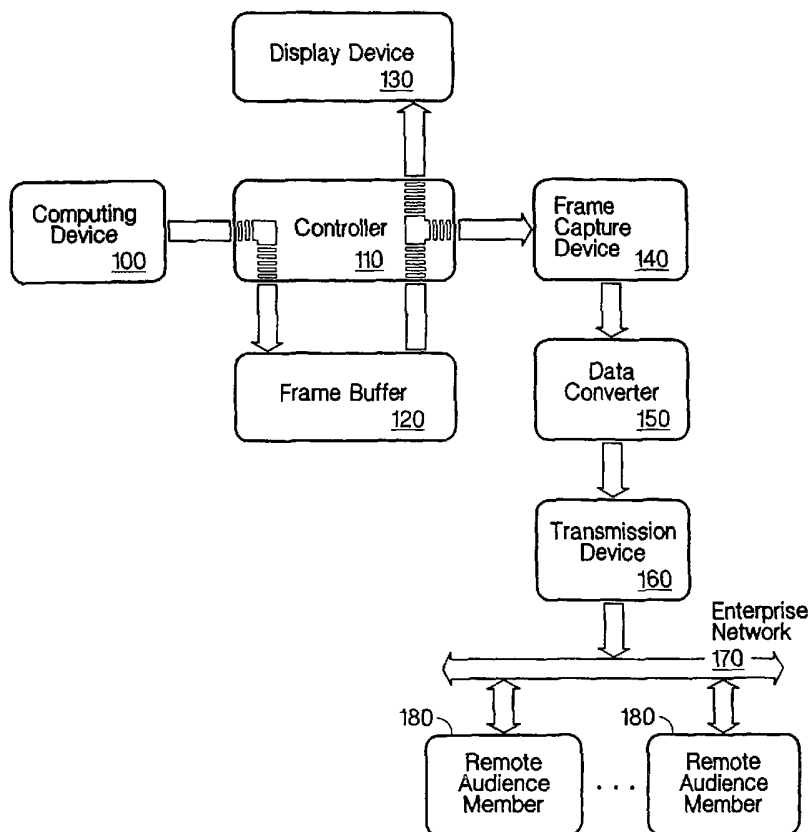 Display Device
130
Computing
Device
100
Controller
110
Frame
Capture
Device
140
Frame Buffer
120
Data
Converter
150
Transmission
Device
160
Enterprise
Network
170
180
180
Remote
Audience
Member
. . .
Remote
Audience
Member